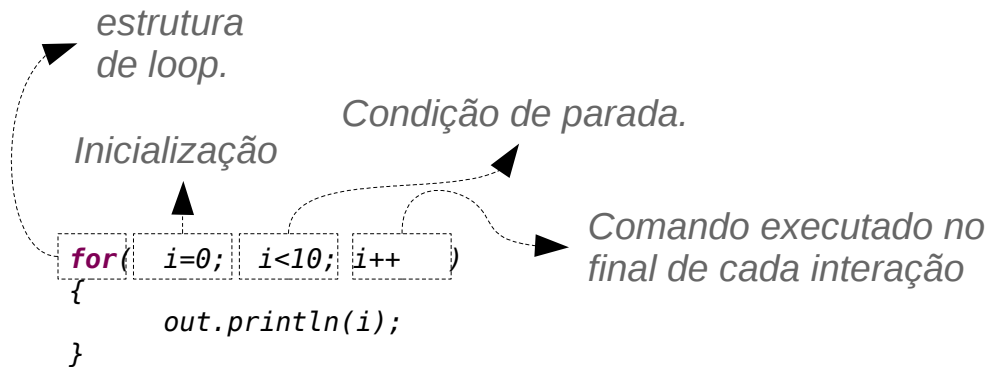 estrutura
de loop.
Condição de parada.
Inicialização
Comando executado no
final de cada interação
for( i=0; i<10; i++ )
{
out.println(i);
}